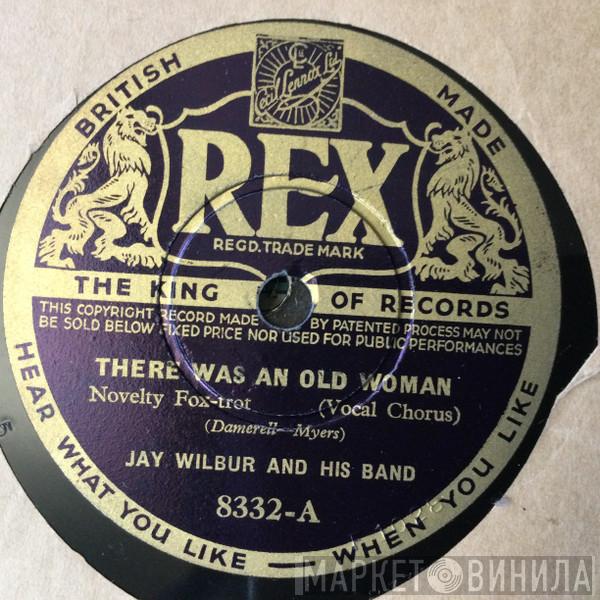 BRITISH MADE
Cecil Lennox Ltd
REX
REGD. TRADE MARK
THE KING OF RECORDS
THIS COPYRIGHT RECORD MADE BY PATENTED PROCESS MAY NOT
BE SOLD BELOW FIXED PRICE NOR USED FOR PUBLIC PERFORMANCES
THERE WAS AN OLD WOMAN
Novelty Fox-trot (Vocal Chorus)
(Damerell—Myers)
JAY WILBUR AND HIS BAND
8332-A
HEAR WHAT YOU LIKE — WHEN YOU LIKE
МАРКЕТ ВИНИЛА